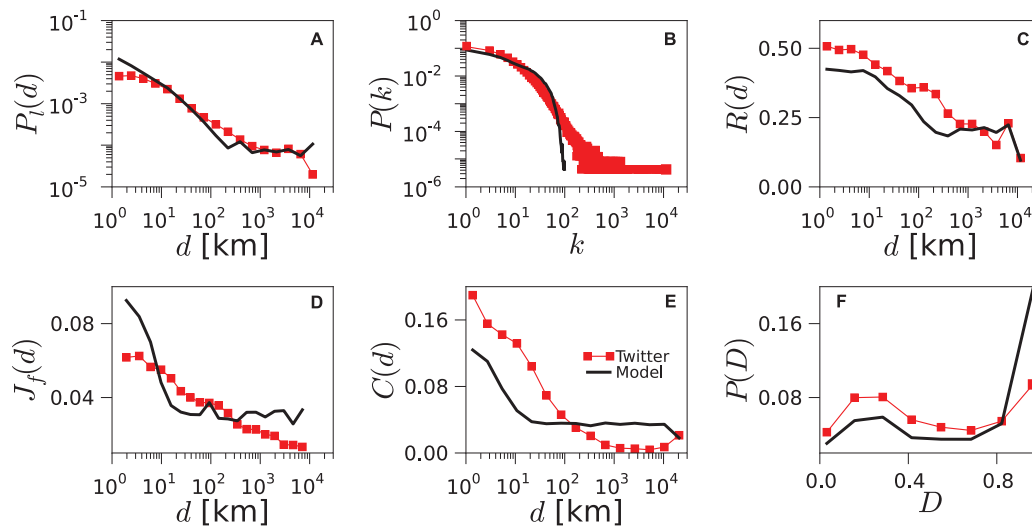 A
P_l(d)
10^-1
10^-3
10^-5
10^0 10^1 10^2 10^3 10^4
d [km]
B
P(k)
10^0
10^-2
10^-4
10^-6
10^0 10^1 10^2 10^3 10^4
k
C
R(d)
0.50
0.25
0.00
10^0 10^1 10^2 10^3 10^4
d [km]
D
J_f(d)
0.08
0.04
10^0 10^1 10^2 10^3 10^4
d [km]
E
C(d)
0.16
0.08
0.00
Twitter
Model
10^0 10^1 10^2 10^3 10^4
d [km]
F
P(D)
0.16
0.08
0.00
0.0 0.4 0.8
D